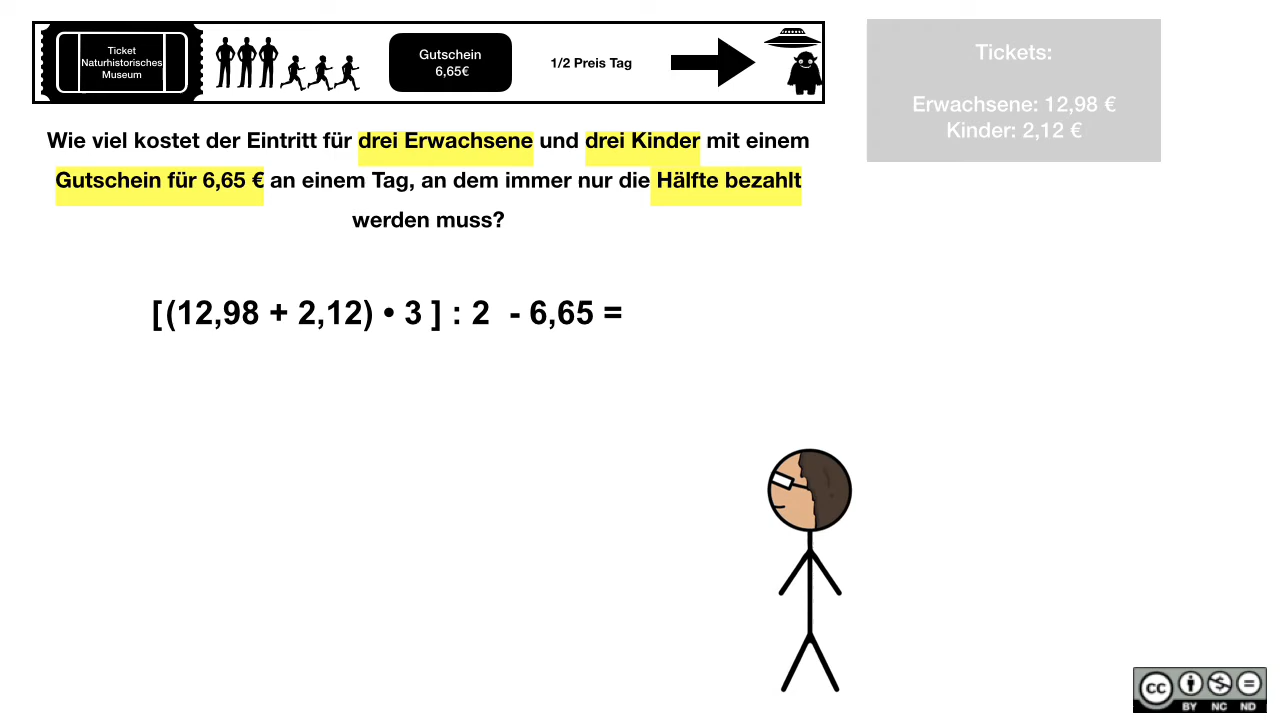 Ticket
Naturhistorisches
Museum
Gutschein
6,65€
1/2 Preis Tag
Tickets:
Erwachsene: 12,98 €
Kinder: 2,12 €
Wie viel kostet der Eintritt für drei Erwachsene und drei Kinder mit einem
Gutschein für 6,65 € an einem Tag, an dem immer nur die Hälfte bezahlt
werden muss?
[(12,98 + 2,12) • 3 ] : 2 - 6,65 =
CC
BY NC ND